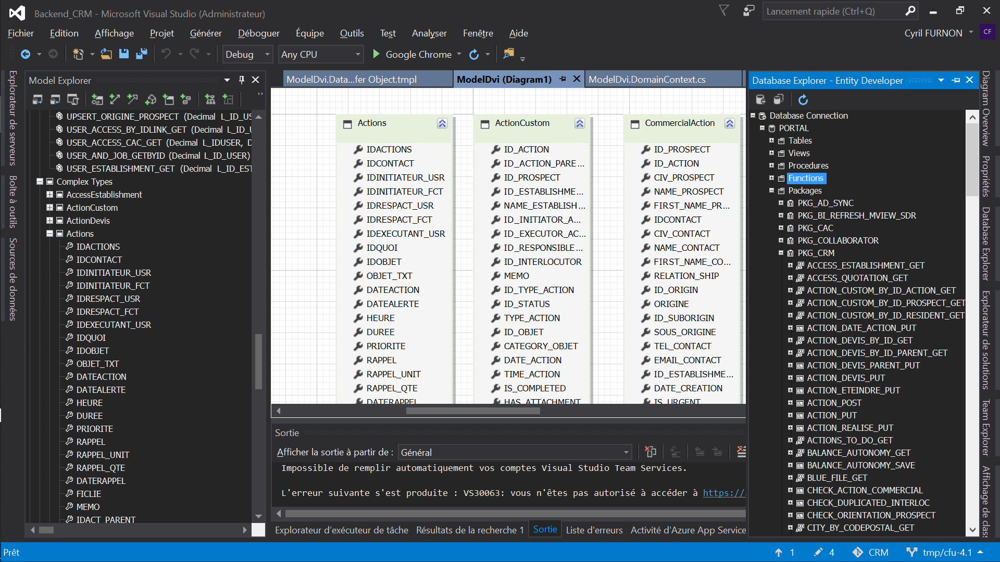 Backend_CRM - Microsoft Visual Studio (Administrateur)
Lancement rapide (Ctrl+Q)
Fichier Edition Affichage Projet Générer Déboguer Équipe Outils Test Analyser Fenêtre Aide
Cyril FURNON CF
Debug Any CPU Google Chrome
Explorateur de serveurs
Boîte à outils
Sources de données
Model Explorer
UPSERT_ORIGINE_PROSPECT (Decimal L_ID_US
USER_ACCESS_BY_IDLINK_GET (Decimal L_ID_U
USER_ACCESS_CAC_GET (Decimal L_IDUSER, D
USER_AND_JOB_GETBYID (Decimal L_ID_USER)
USER_ESTABLISHMENT_GET (Decimal L_ID_EST
Complex Types
AccessEstablishment
ActionCustom
ActionDevis
Actions
IDACTIONS
IDCONTACT
IDINITIATEUR_USR
IDINITIATEUR_FCT
IDRESPACT_USR
IDRESPACT_FCT
IDEXECUTANT_USR
IDQUOI
IDOBJET
OBJET_TXT
DATEACTION
DATEALERTE
HEURE
DUREE
PRIORITE
RAPPEL
RAPPEL_UNIT
RAPPEL_QTE
DATERAPPEL
FICLIE
MEMO
IDACT_PARENT
ModelDvi.Data...fer Object.tmpl
ModelDvi (Diagram1)
ModelDvi.DomainContext.cs
Actions
IDACTIONS
IDCONTACT
IDINITIATEUR_USR
IDINITIATEUR_FCT
IDRESPACT_USR
IDRESPACT_FCT
IDEXECUTANT_USR
IDQUOI
IDOBJET
OBJET_TXT
DATEACTION
DATEALERTE
HEURE
DUREE
PRIORITE
RAPPEL
RAPPEL_UNIT
RAPPEL_QTE
DATERAPPEL
ActionCustom
ID_ACTION
ID_ACTION_PARE...
ID_PROSPECT
ID_ESTABLISHME...
NAME_ESTABLISH...
ID_INITIATOR_A...
ID_EXECUTOR_AC...
ID_RESPONSIBLE...
ID_INTERLOCUTOR
MEMO
ID_TYPE_ACTION
ID_STATUS
TYPE_ACTION
ID_OBJET
CATEGORY_OBJET
DATE_ACTION
TIME_ACTION
IS_COMPLETED
HAS_ATTACHMENT
CommercialAction
ID_PROSPECT
ID_ACTION
CIV_PROSPECT
NAME_PROSPECT
FIRST_NAME_PR...
IDCONTACT
CIV_CONTACT
NAME_CONTACT
FIRST_NAME_CO...
RELATION_SHIP
ID_ORIGIN
ORIGINE
ID_SUBORIGIN
SOUS_ORIGINE
TEL_CONTACT
EMAIL_CONTACT
ID_ESTABLISHME...
DATE_CREATION
IS_URGENT
Sortie
Afficher la sortie à partir de : Général
Impossible de remplir automatiquement vos comptes Visual Studio Team Services.
L'erreur suivante s'est produite : VS30063: vous n'êtes pas autorisé à accéder à https://
Explorateur d'exécuteur de tâche Résultats de la recherche 1 Sortie Liste d'erreurs Activité d'Azure App Service
Database Explorer - Entity Developer
Database Connection
PORTAL
Tables
Views
Procedures
Functions
Packages
PKG_AD_SYNC
PKG_BI_REFRESH_MVIEW_SDR
PKG_CAC
PKG_COLLABORATOR
PKG_CRM
ACCESS_ESTABLISHMENT_GET
ACCESS_QUOTATION_GET
ACTION_CUSTOM_BY_ID_ACTION_GET
ACTION_CUSTOM_BY_ID_PROSPECT_GET
ACTION_CUSTOM_BY_ID_RESIDENT_GET
ACTION_DATE_ACTION_PUT
ACTION_DEVIS_BY_ID_GET
ACTION_DEVIS_BY_ID_PARENT_GET
ACTION_DEVIS_PARENT_PUT
ACTION_DEVIS_PUT
ACTION_ETEINDRE_PUT
ACTION_POST
ACTION_PUT
ACTION_REALISE_PUT
ACTIONS_TO_DO_GET
BALANCE_AUTONOMY_GET
BALANCE_AUTONOMY_SAVE
BLUE_FILE_GET
CHECK_ACTION_COMMERCIAL
CHECK_DUPLICATED_INTERLOC
CHECK_ORIENTATION_PROSPECT
CITY_BY_CODEPOSTAL_GET
Diagram Overview
Propriétés
Database Explorer
Explorateur de solutions
Team Explorer
Affichage de clas
Prêt
1 4 CRM tmp/cfu-4.1